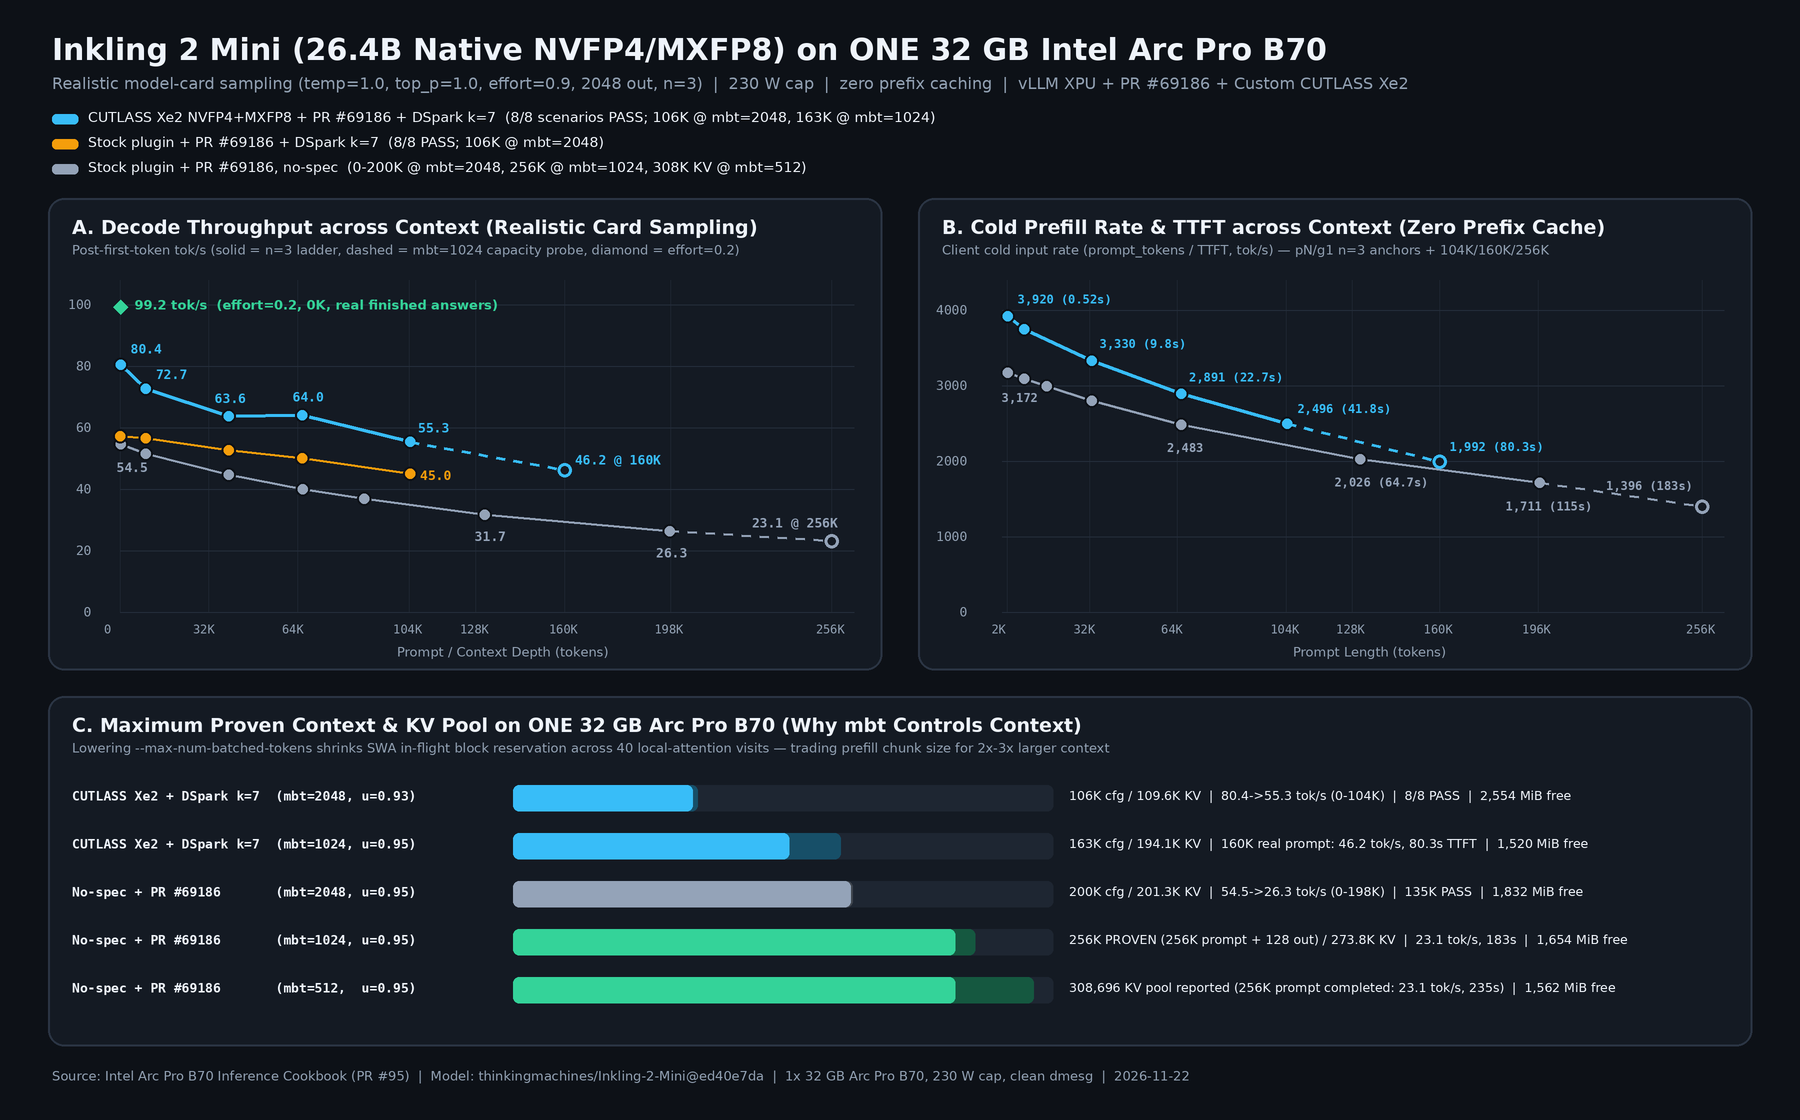 Inkling 2 Mini (26.4B Native NVFP4/MXFP8) on ONE 32 GB Intel Arc Pro B70
Realistic model-card sampling (temp=1.0, top_p=1.0, effort=0.9, 2048 out, n=3) | 230 W cap | zero prefix caching | vLLM XPU + PR #69186 + Custom CUTLASS Xe2
CUTLASS Xe2 NVFP4+MXFP8 + PR #69186 + DSpark k=7 (8/8 scenarios PASS; 106K @ mbt=2048, 163K @ mbt=1024)
Stock plugin + PR #69186 + DSpark k=7 (8/8 PASS; 106K @ mbt=2048)
Stock plugin + PR #69186, no-spec (0-200K @ mbt=2048, 256K @ mbt=1024, 308K KV @ mbt=512)
A. Decode Throughput across Context (Realistic Card Sampling)
Post-first-token tok/s (solid = n=3 ladder, dashed = mbt=1024 capacity probe, diamond = effort=0.2)
100
99.2 tok/s (effort=0.2, 0K, real finished answers)
80.4
80
72.7
63.6
64.0
60
55.3
54.5
46.2 @ 160K
45.0
40
31.7
26.3
23.1 @ 256K
20
0
0
32K
64K
104K
128K
160K
198K
256K
Prompt / Context Depth (tokens)
B. Cold Prefill Rate & TTFT across Context (Zero Prefix Cache)
Client cold input rate (prompt_tokens / TTFT, tok/s) — pN/g1 n=3 anchors + 104K/160K/256K
4000
3,920 (0.52s)
3,330 (9.8s)
3000
3,172
2,891 (22.7s)
2,496 (41.8s)
2,483
2000
1,992 (80.3s)
2,026 (64.7s)
1,711 (115s)
1,396 (183s)
1000
0
2K
32K
64K
104K
128K
160K
196K
256K
Prompt Length (tokens)
C. Maximum Proven Context & KV Pool on ONE 32 GB Arc Pro B70 (Why mbt Controls Context)
Lowering --max-num-batched-tokens shrinks SWA in-flight block reservation across 40 local-attention visits — trading prefill chunk size for 2x-3x larger context
CUTLASS Xe2 + DSpark k=7 (mbt=2048, u=0.93)
106K cfg / 109.6K KV | 80.4->55.3 tok/s (0-104K) | 8/8 PASS | 2,554 MiB free
CUTLASS Xe2 + DSpark k=7 (mbt=1024, u=0.95)
163K cfg / 194.1K KV | 160K real prompt: 46.2 tok/s, 80.3s TTFT | 1,520 MiB free
No-spec + PR #69186 (mbt=2048, u=0.95)
200K cfg / 201.3K KV | 54.5->26.3 tok/s (0-198K) | 135K PASS | 1,832 MiB free
No-spec + PR #69186 (mbt=1024, u=0.95)
256K PROVEN (256K prompt + 128 out) / 273.8K KV | 23.1 tok/s, 183s | 1,654 MiB free
No-spec + PR #69186 (mbt=512, u=0.95)
308,696 KV pool reported (256K prompt completed: 23.1 tok/s, 235s) | 1,562 MiB free
Source: Intel Arc Pro B70 Inference Cookbook (PR #95) | Model: thinkingmachines/Inkling-2-Mini@ed40e7da | 1x 32 GB Arc Pro B70, 230 W cap, clean dmesg | 2026-11-22